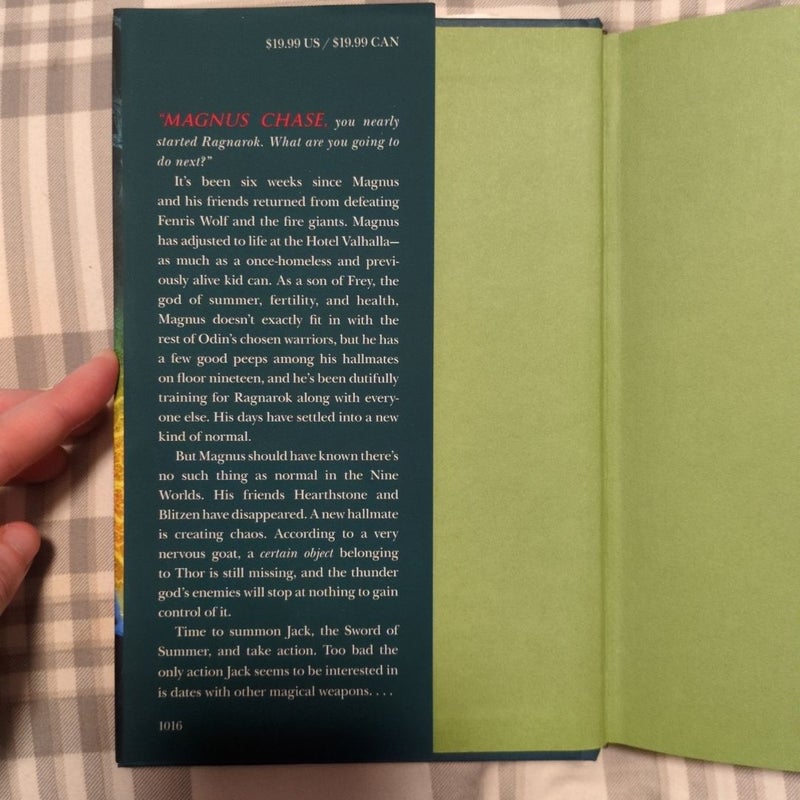 $19.99 US / $19.99 CAN
“MAGNUS CHASE, you nearly
started Ragnarok. What are you going to
do next?”
It’s been six weeks since Magnus
and his friends returned from defeating
Fenris Wolf and the fire giants. Magnus
has adjusted to life at the Hotel Valhalla—
as much as a once-homeless and previ-
ously alive kid can. As a son of Frey, the
god of summer, fertility, and health,
Magnus doesn’t exactly fit in with the
rest of Odin’s chosen warriors, but he has
a few good peeps among his hallmates
on floor nineteen, and he’s been dutifully
training for Ragnarok along with every-
one else. His days have settled into a new
kind of normal.
But Magnus should have known there’s
no such thing as normal in the Nine
Worlds. His friends Hearthstone and
Blitzen have disappeared. A new hallmate
is creating chaos. According to a very
nervous goat, a certain object belonging
to Thor is still missing, and the thunder
god’s enemies will stop at nothing to gain
control of it.
Time to summon Jack, the Sword of
Summer, and take action. Too bad the
only action Jack seems to be interested in
is dates with other magical weapons. . . .
1016